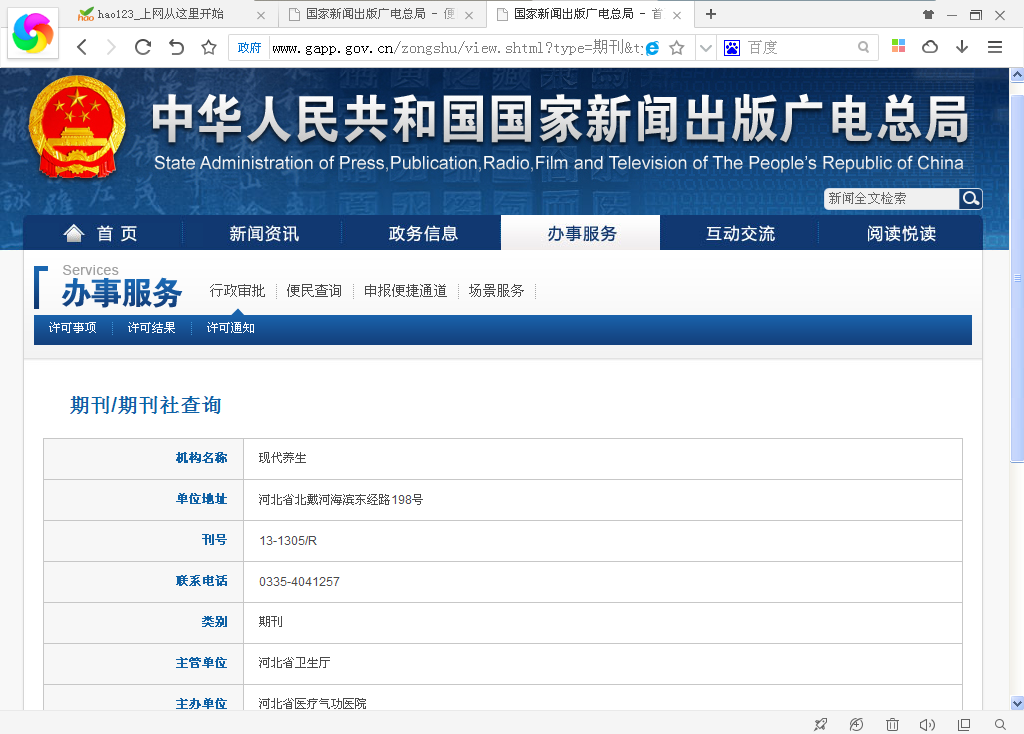 hao123_上网从这里开始
国家新闻出版广电总局 - 便
国家新闻出版广电总局 - 首
政府 www.gapp.gov.cn/zongshu/view.shtml?type=期刊&ty
百度
中华人民共和国国家新闻出版广电总局
State Administration of Press,Publication,Radio,Film and Television of The People's Republic of China
新闻全文检索
首 页 新闻资讯 政务信息 办事服务 互动交流 阅读悦读
Services
办事服务 行政审批 便民查询 申报便捷通道 场景服务
许可事项 许可结果 许可通知
期刊/期刊社查询
机构名称 现代养生
单位地址 河北省北戴河海滨东经路198号
刊号 13-1305/R
联系电话 0335-4041257
类别 期刊
主管单位 河北省卫生厅
主办单位 河北省医疗气功医院